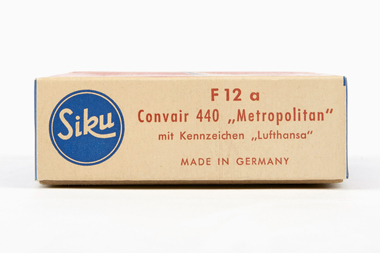 Siku
F 12 a
Convair 440 „Metropolitan“
mit Kennzeichen „Lufthansa“
MADE IN GERMANY